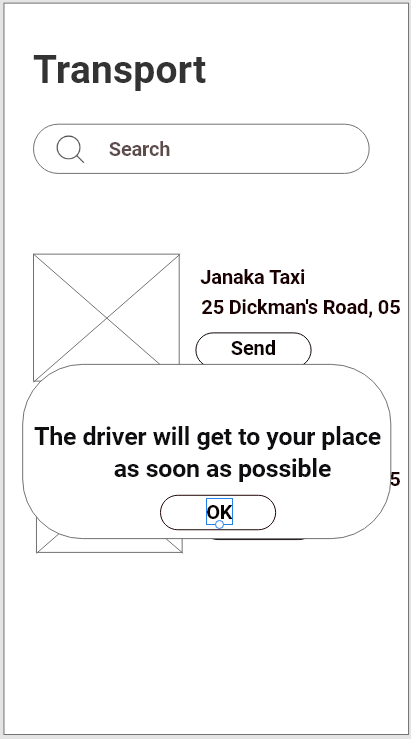 Transport
Search
Janaka Taxi
25 Dickman's Road, 05
Send
The driver will get to your place
as soon as possible
5
OK